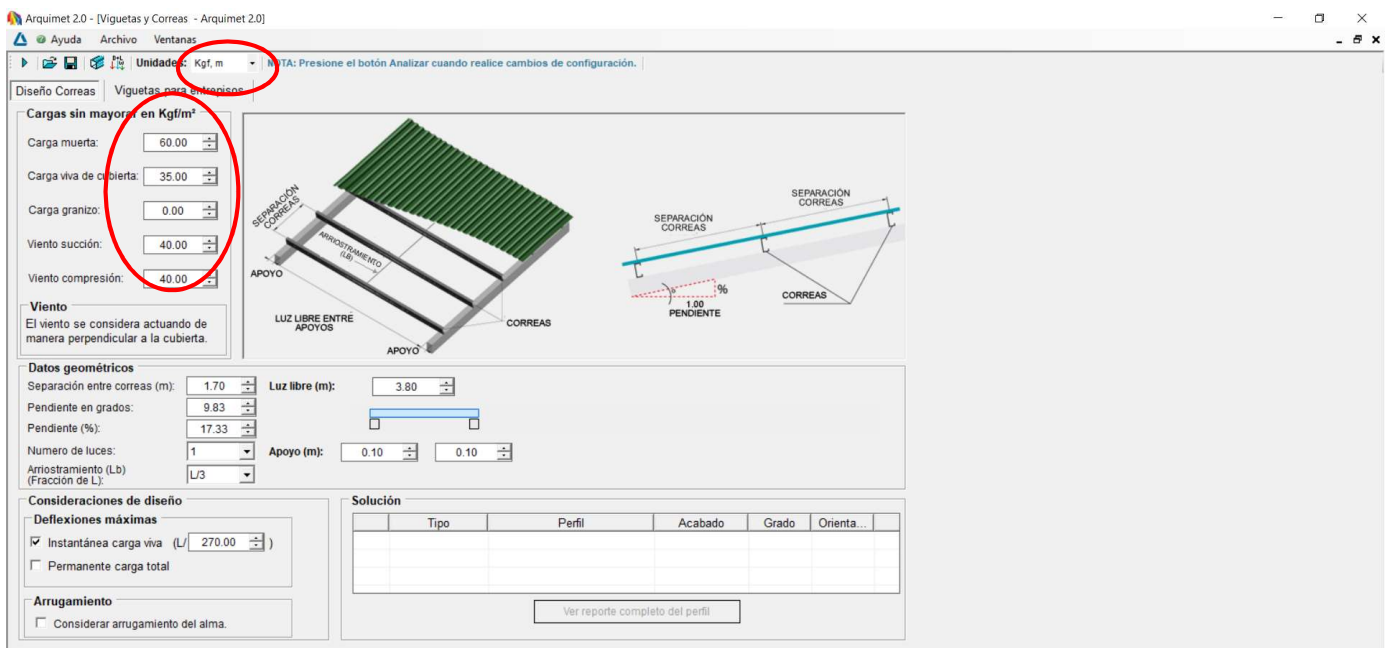 Arquimet 2.0 - [Viguetas y Correas - Arquimet 2.0]
Ayuda Archivo Ventanas
Unidades: Kgf, m NOTA: Presione el botón Analizar cuando realice cambios de configuración.
Diseño Correas Viguetas para entrepisos
Cargas sin mayorar en Kgf/m²
Carga muerta: 60.00
Carga viva de cubierta: 35.00
Carga granizo: 0.00
Viento succión: 40.00
Viento compresión: 40.00
Viento
El viento se considera actuando de
manera perpendicular a la cubierta.
SEPARACIÓN
CORREAS
ARRIOSTRAMIENTO
(LB)
APOYO
LUZ LIBRE ENTRE
APOYOS
CORREAS
APOYO
SEPARACIÓN
CORREAS
SEPARACIÓN
CORREAS
%
1.00
PENDIENTE
CORREAS
Datos geométricos
Separación entre correas (m): 1.70 Luz libre (m): 3.80
Pendiente en grados: 9.83
Pendiente (%): 17.33
Numero de luces: 1 Apoyo (m): 0.10 0.10
Arriostramiento (Lb)
(Fracción de L): L/3
Consideraciones de diseño
Deflexiones máximas
Instantánea carga viva (L/ 270.00 )
Permanente carga total
Arrugamiento
Considerar arrugamiento del alma.
Solución
Tipo Perfil Acabado Grado Orienta...
Ver reporte completo del perfil